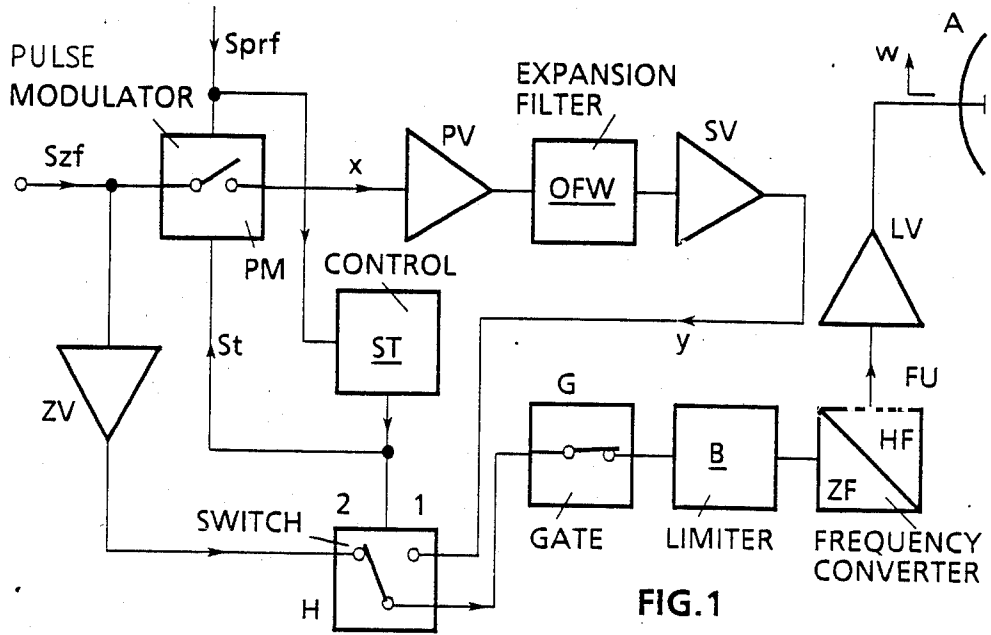 Sprf
A
PULSE
MODULATOR
W
EXPANSION
FILTER
PV
SV
Szf
x
OFW
LV
PM
CONTROL
St
ST
y
FU
ZV
G
B
HF
ZF
2 1
SWITCH
GATE
LIMITER
FREQUENCY
CONVERTER
H
FIG.1